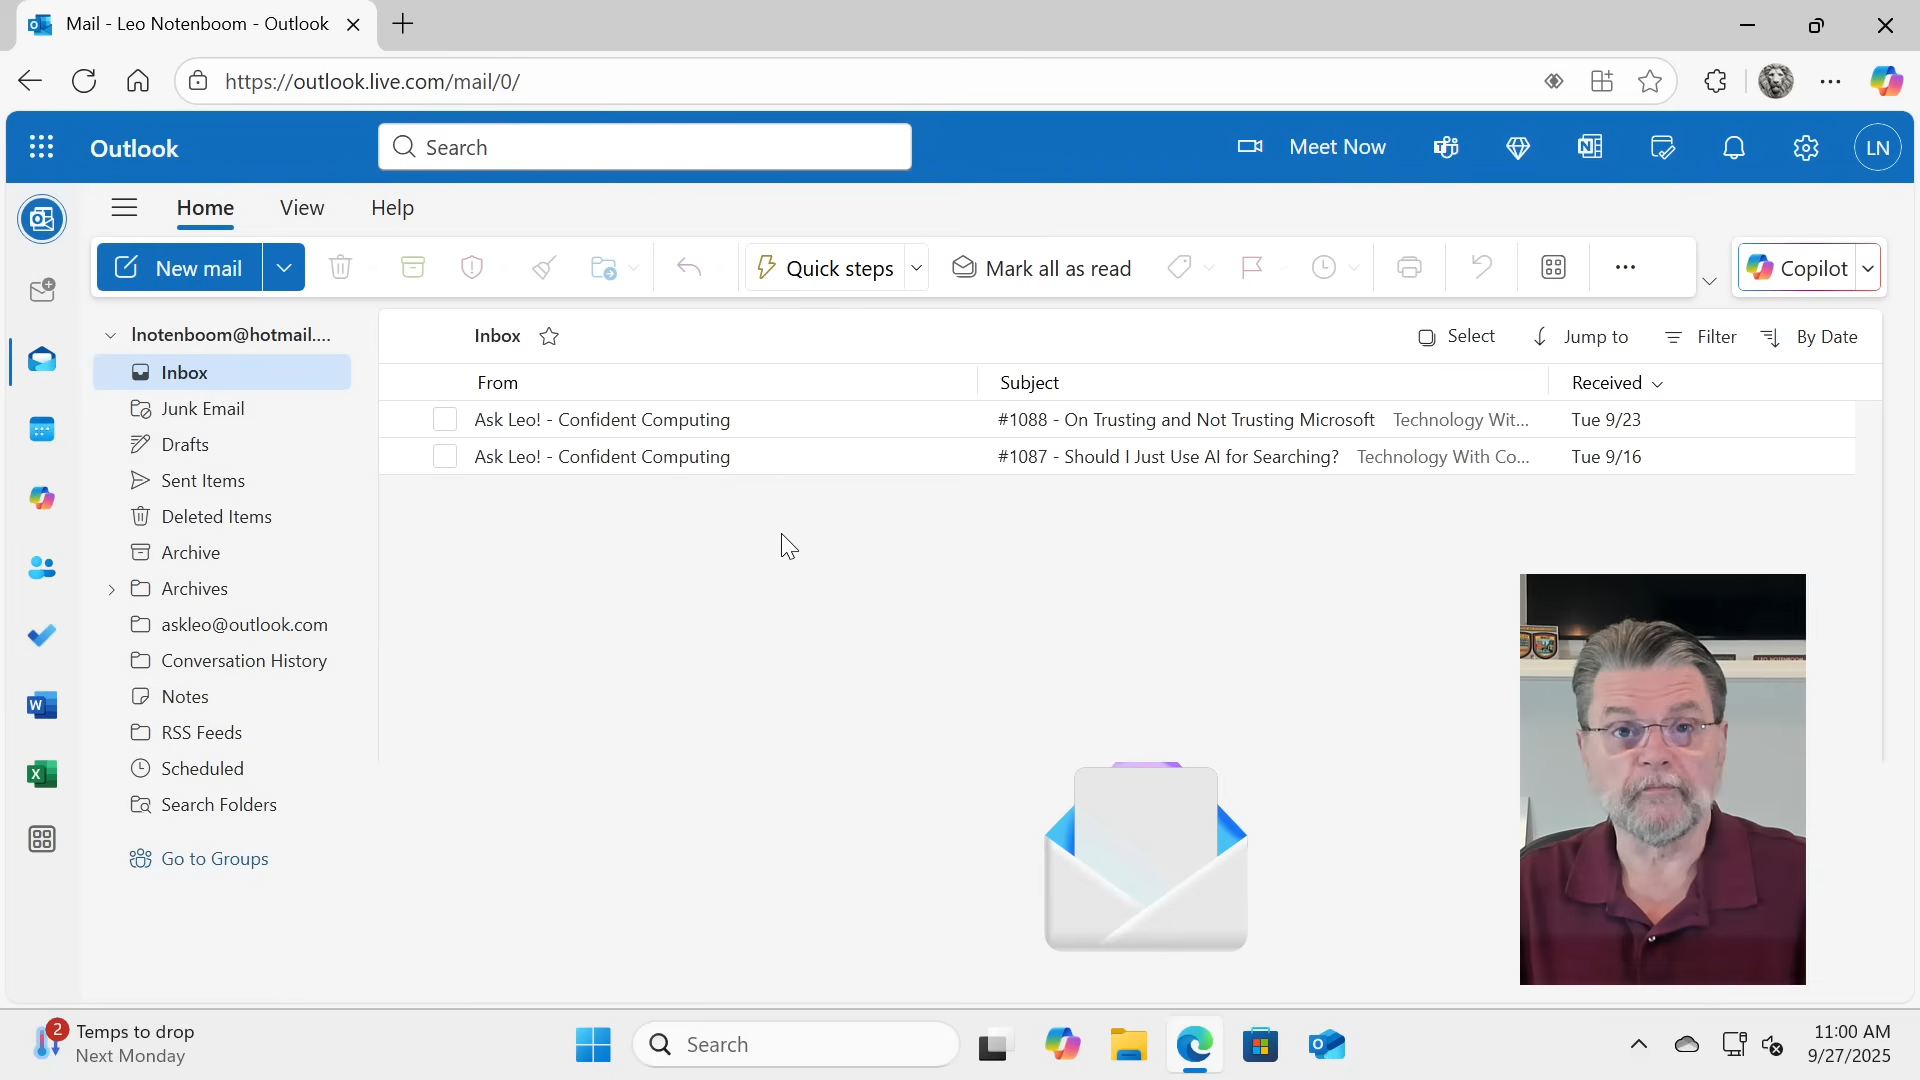 Mail - Leo Notenboom - Outlook
https://outlook.live.com/mail/0/
Outlook
Search
Meet Now
LN
Home View Help
New mail
Quick steps
Mark all as read
Copilot
lnotenboom@hotmail....
Inbox
Junk Email
Drafts
Sent Items
Deleted Items
Archive
Archives
askleo@outlook.com
Conversation History
Notes
RSS Feeds
Scheduled
Search Folders
Go to Groups
Inbox
Select
Jump to
Filter
By Date
From Subject Received
Ask Leo! - Confident Computing #1088 - On Trusting and Not Trusting Microsoft Technology Wit... Tue 9/23
Ask Leo! - Confident Computing #1087 - Should I Just Use AI for Searching? Technology With Co... Tue 9/16
2
Temps to drop
Next Monday
Search
11:00 AM
9/27/2025